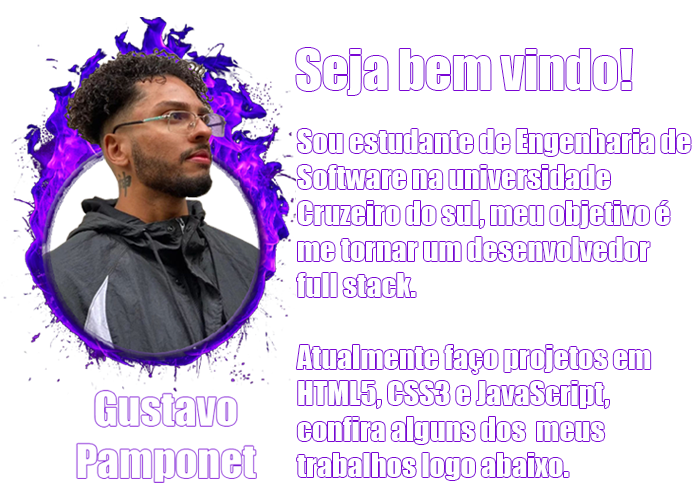 Seja bem vindo!
Sou estudante de Engenharia de
Software na universidade
Cruzeiro do sul, meu objetivo é
me tornar um desenvolvedor
full stack.
Atualmente faço projetos em
HTML5, CSS3 e JavaScript,
confira alguns dos meus
trabalhos logo abaixo.
Gustavo
Pamponet